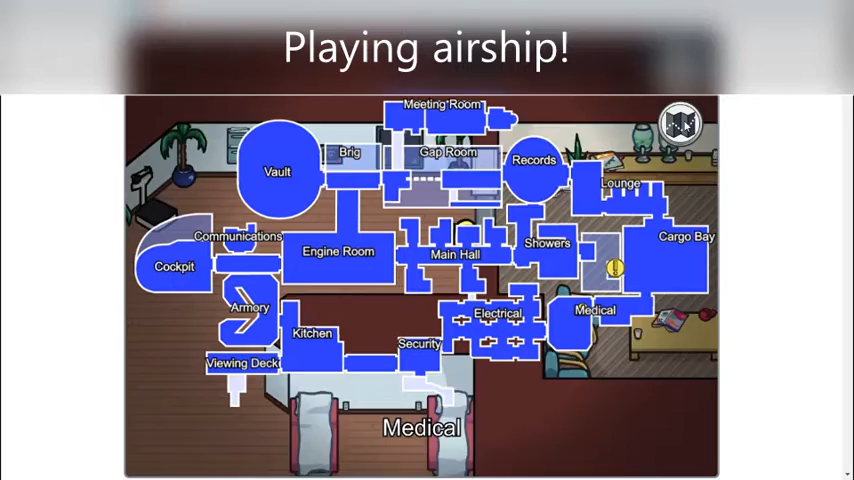 Playing airship!
Meeting Room
Brig
Gap Room
Records
Vault
Lounge
Communications
Showers
Cargo Bay
Engine Room
Main Hall
Cockpit
Armory
Electrical
Medical
Kitchen
Security
Viewing Deck
Medical